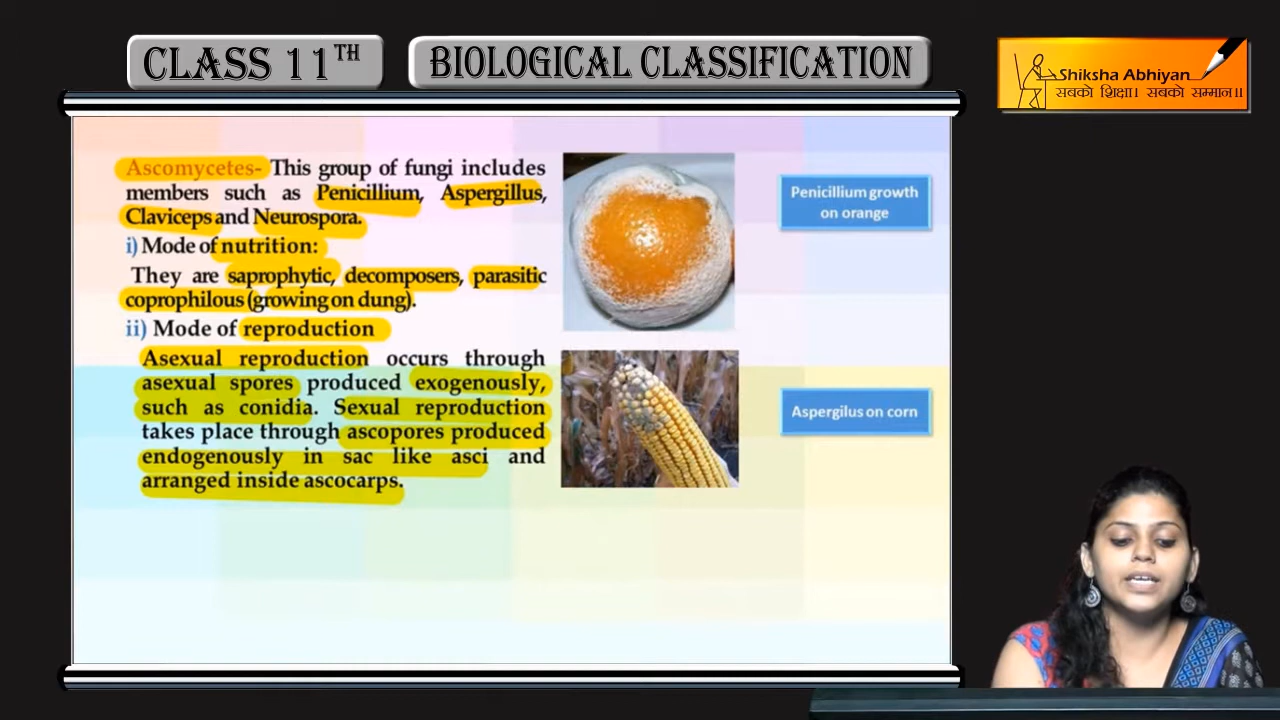 CLASS 11TH
BIOLOGICAL CLASSIFICATION
Shiksha Abhiyan
सबको शिक्षा। सबको सम्मान।।
Ascomycetes- This group of fungi includes
members such as Penicillium, Aspergillus,
Claviceps and Neurospora.
i) Mode of nutrition:
They are saprophytic, decomposers, parasitic
coprophilous (growing on dung).
ii) Mode of reproduction
Asexual reproduction occurs through
asexual spores produced exogenously,
such as conidia. Sexual reproduction
takes place through ascopores produced
endogenously in sac like asci and
arranged inside ascocarps.
Penicillium growth
on orange
Aspergilus on corn